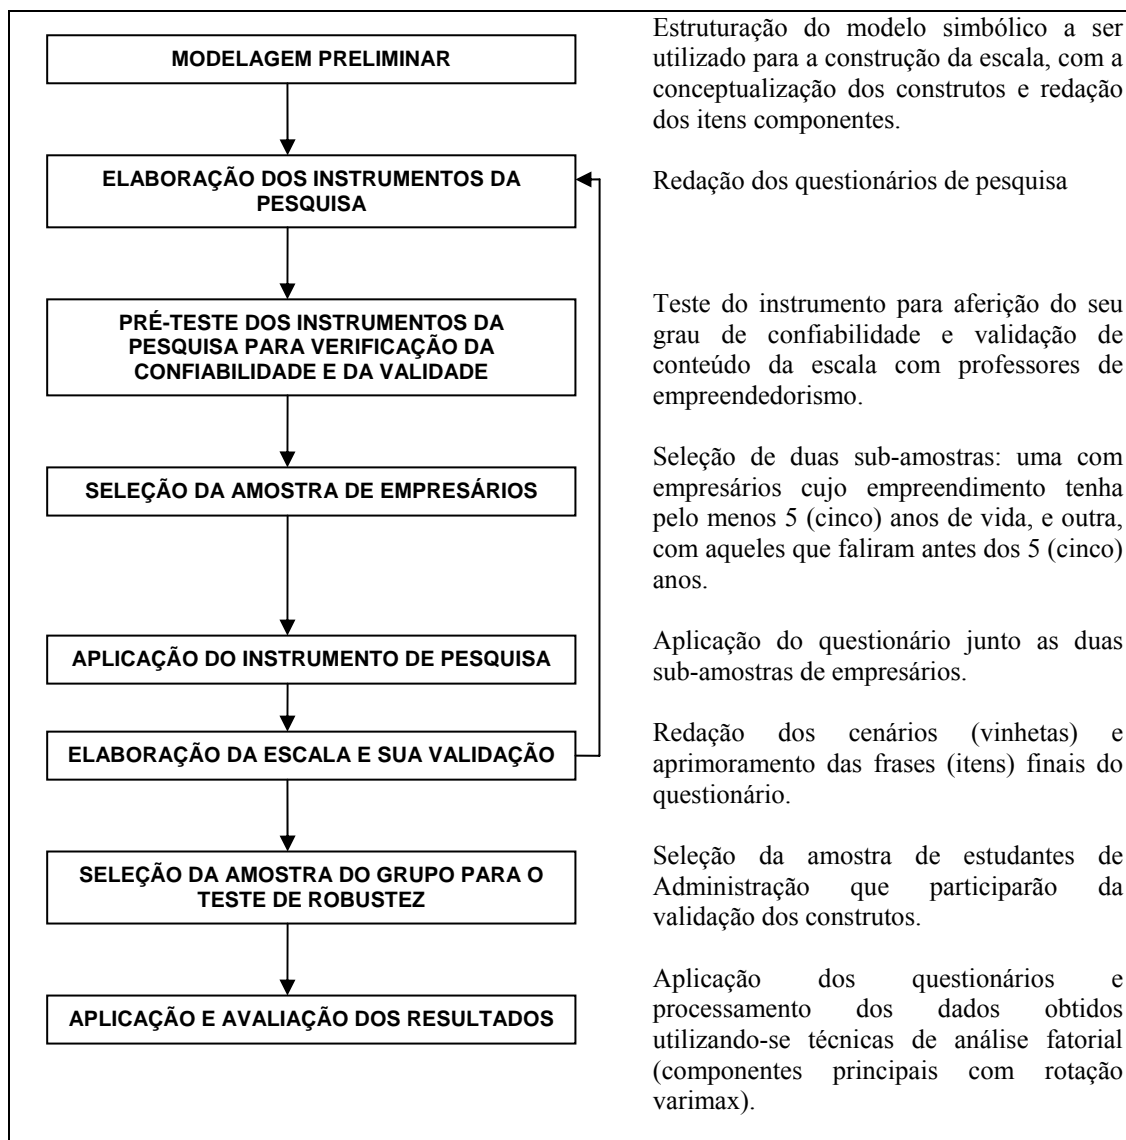 MODELAGEM PRELIMINAR
Estruturação do modelo simbólico a ser
utilizado para a construção da escala, com a
conceptualização dos construtos e redação
dos itens componentes.
ELABORAÇÃO DOS INSTRUMENTOS DA
PESQUISA
Redação dos questionários de pesquisa
PRÉ-TESTE DOS INSTRUMENTOS DA
PESQUISA PARA VERIFICAÇÃO DA
CONFIABILIDADE E DA VALIDADE
Teste do instrumento para aferição do seu
grau de confiabilidade e validação de
conteúdo da escala com professores de
empreendedorismo.
SELEÇÃO DA AMOSTRA DE EMPRESÁRIOS
Seleção de duas sub-amostras: uma com
empresários cujo empreendimento tenha
pelo menos 5 (cinco) anos de vida, e outra,
com aqueles que faliram antes dos 5 (cinco)
anos.
APLICAÇÃO DO INSTRUMENTO DE PESQUISA
Aplicação do questionário junto as duas
sub-amostras de empresários.
ELABORAÇÃO DA ESCALA E SUA VALIDAÇÃO
Redação dos cenários (vinhetas) e
aprimoramento das frases (itens) finais do
questionário.
SELEÇÃO DA AMOSTRA DO GRUPO PARA O
TESTE DE ROBUSTEZ
Seleção da amostra de estudantes de
Administração que participarão da
validação dos construtos.
APLICAÇÃO E AVALIAÇÃO DOS RESULTADOS
Aplicação dos questionários e
processamento dos dados obtidos
utilizando-se técnicas de análise fatorial
(componentes principais com rotação
varimax).